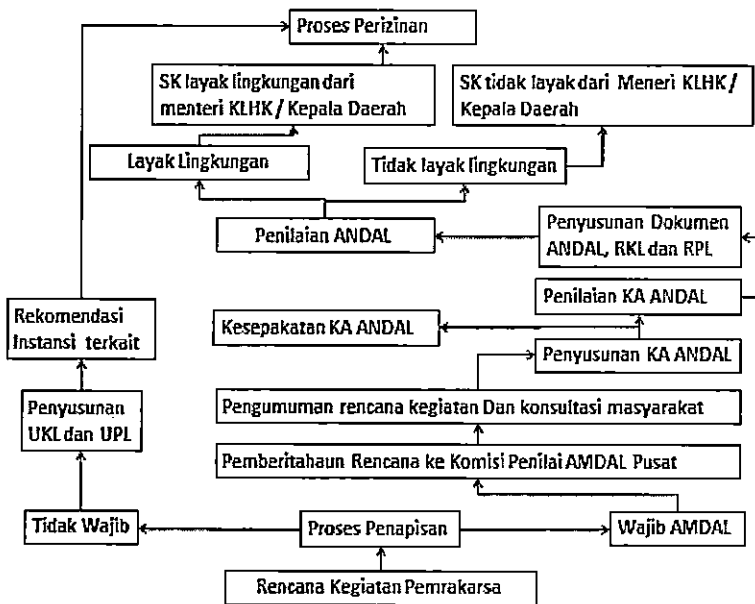 Proses Perizinan
SK layak lingkungan dari
menteri KLHK / Kepala Daerah
SK tidak layak dari Meneri KLHK /
Kepala Daerah
Layak Lingkungan
Tidak layak lingkungan
Penilaian ANDAL
Penyusunan Dokumen
ANDAL, RKL dan RPL
Penilaian KA ANDAL
Rekomendasi
Instansi terkait
Kesepakatan KA ANDAL
Penyusunan KA ANDAL
Penyusunan
UKL dan UPL
Pengumuman rencana kegiatan Dan konsultasi masyarakat
Pemberitahaun Rencana ke Komisi Penilai AMDAL Pusat
Tidak Wajib
Proses Penapisan
Wajib AMDAL
Rencana Kegiatan Pemrakarsa